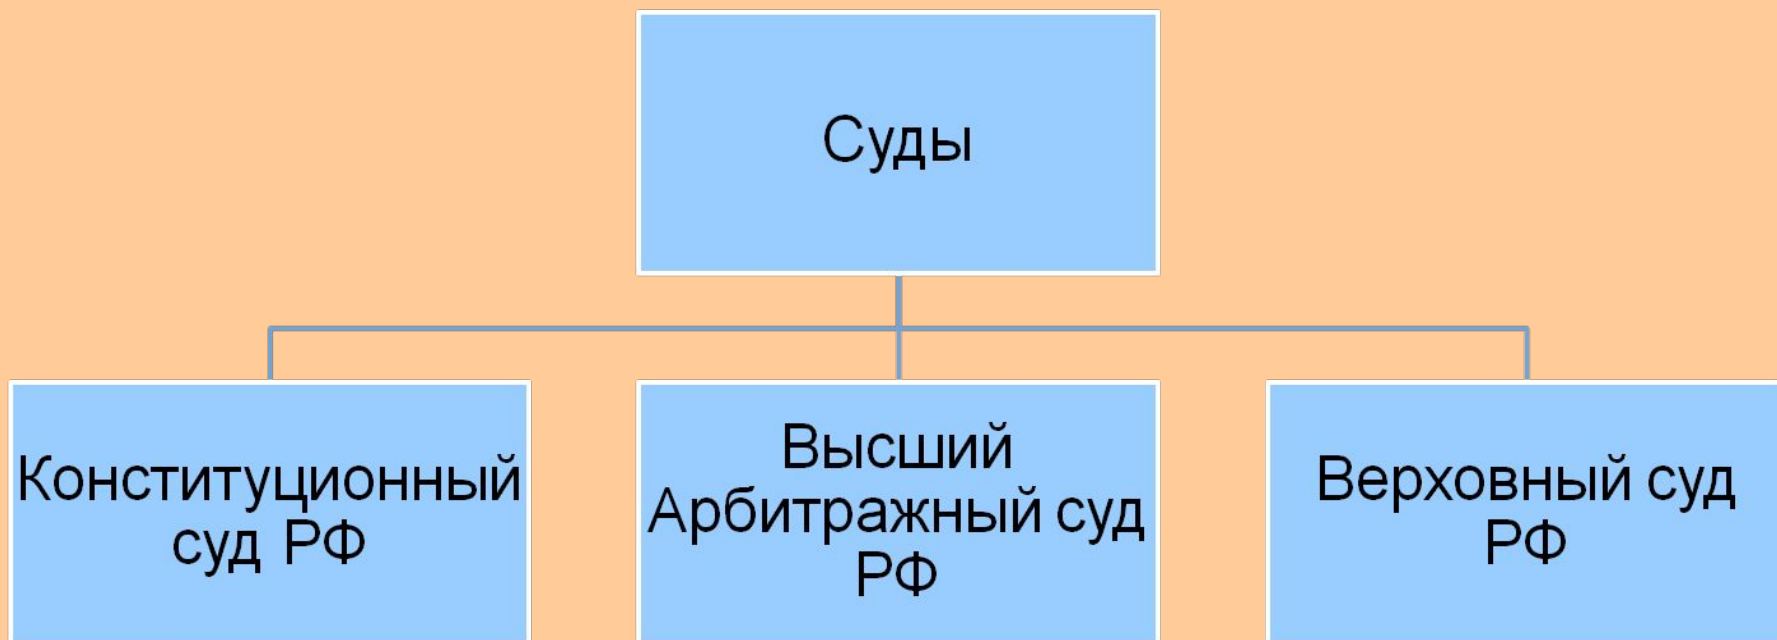 Суды
Конституционный
суд РФ
Высший
Арбитражный суд
РФ
Верховный суд
РФ